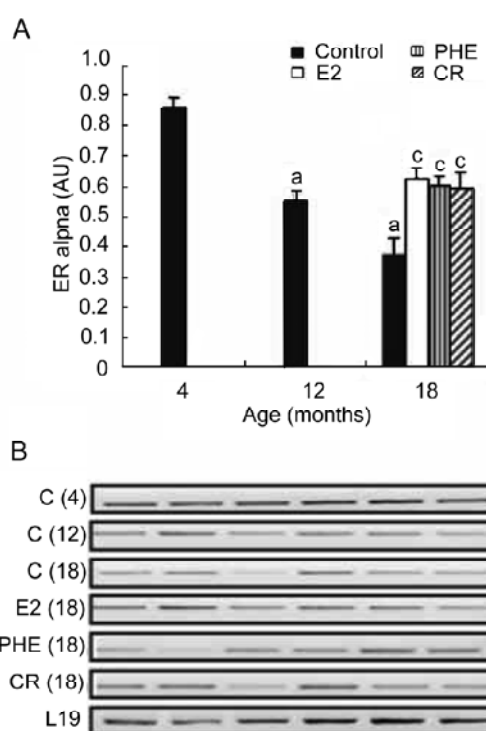 A
Control
PHE
E2
CR
1.0
0.9
0.8
0.7
0.6
0.5
0.4
0.3
0.2
0.1
0
ER alpna (AU)
a
a
c
c
c
4
12
18
Age (months)
B
C (4)
C (12)
C (18)
E2 (18)
PHE (18)
CR (18)
L19